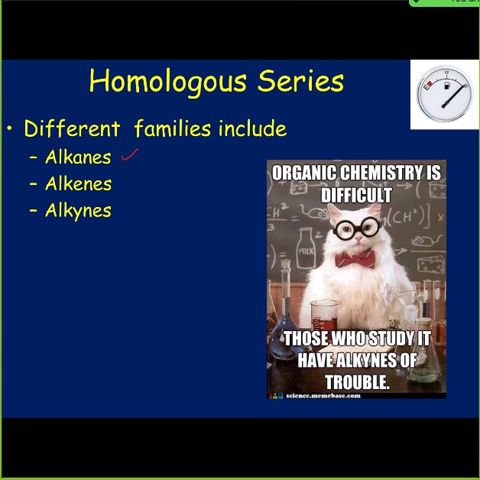 Homologous Series
• Different families include
– Alkanes
– Alkenes
– Alkynes
ORGANIC CHEMISTRY IS
DIFFICULT
MILK
THOSE WHO STUDY IT
HAVE ALKYNES OF
TROUBLE.
science.memebase.com